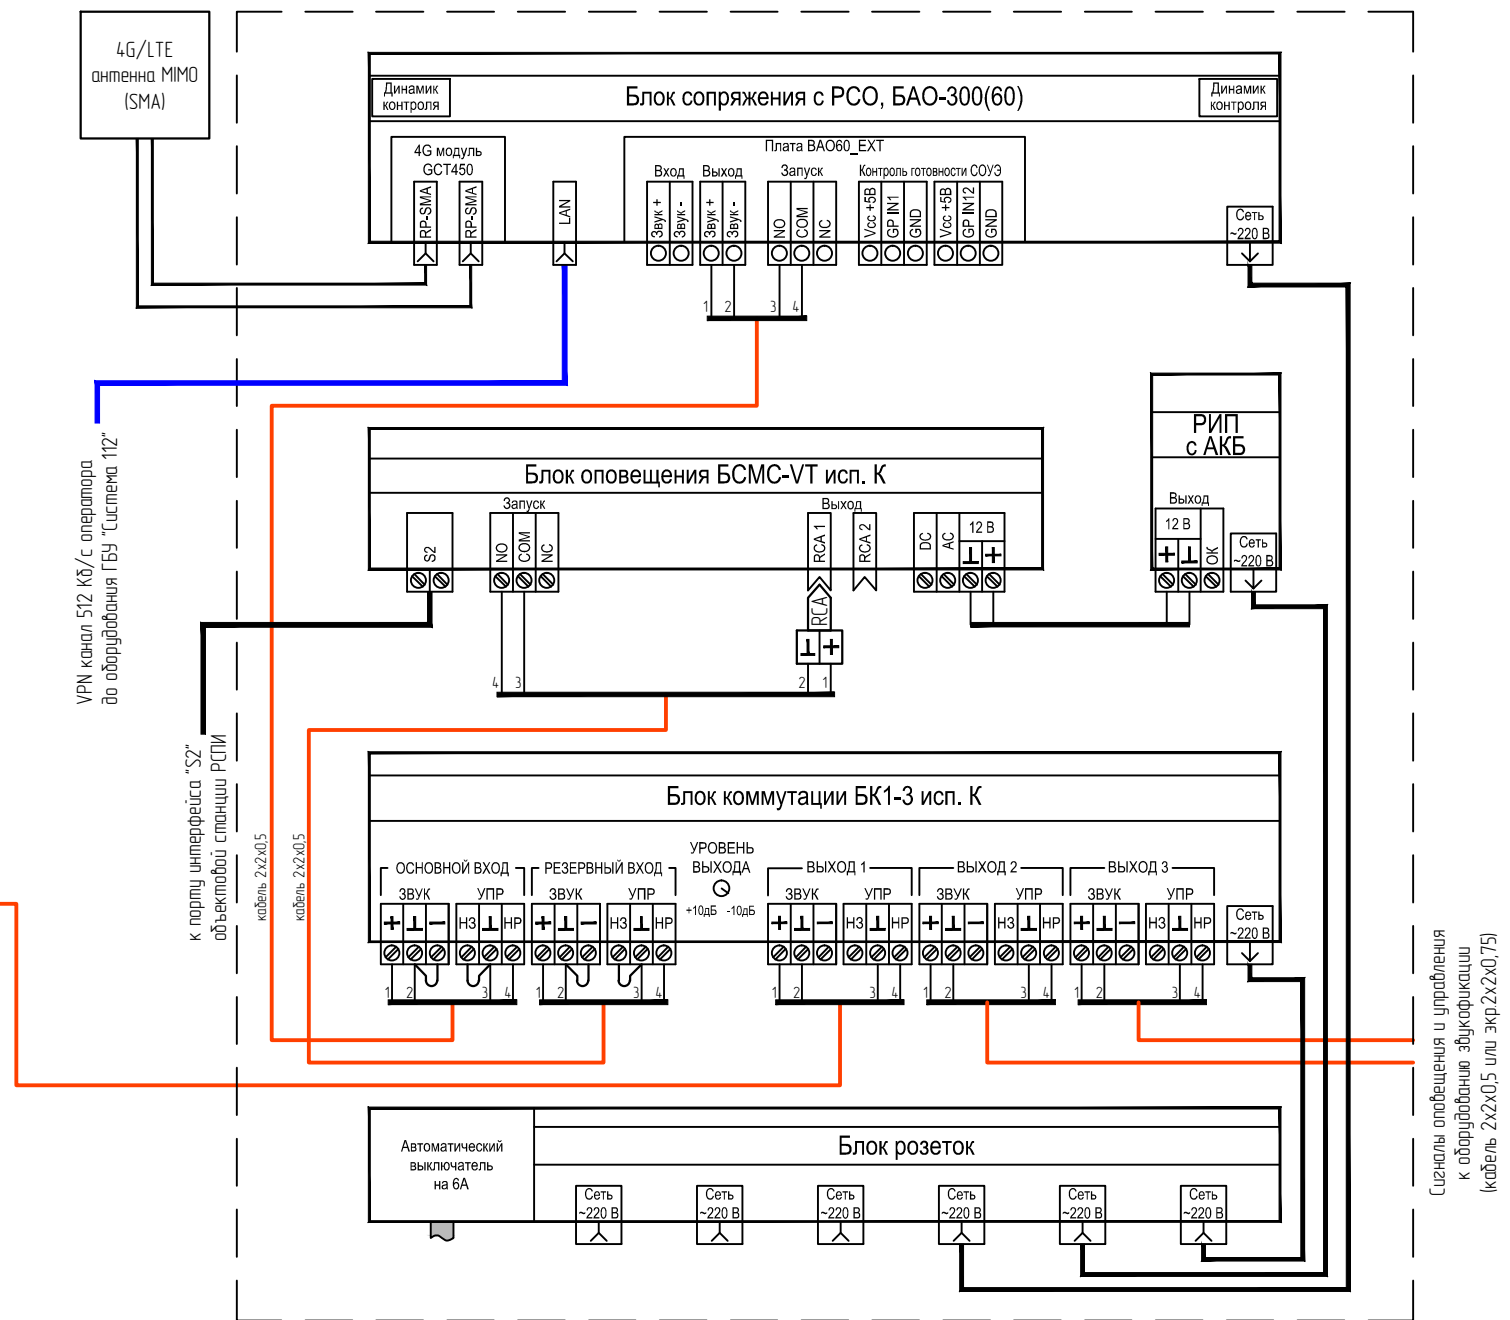 4G/LTE
антенна MIMO
(SMA)
Динамик
контроля
Блок сопряжения с РСО, БАО-300(60)
Динамик
контроля
4G модуль
GCT450
RP-SMA
RP-SMA
LAN
Плата BAO60_EXT
Вход
Выход
Запуск
Контроль готовности СОУЭ
Звук +
Звук -
Звук +
Звук -
NO
COM
NC
Vcc +5В
GP IN1
GND
Vcc +5В
GP IN12
GND
Сеть
~220 В
1
2
3
4
VPN канал 512 Кб/с оператора
до оборудования ГБУ "Система 112"
Блок оповещения БСМС-VT исп. К
S2
Запуск
NO
COM
NC
Выход
RCA 1
RCA 2
DC
AC
12 В
⊥ +
RCA
⊥ +
4
3
2
1
РИП
с АКБ
Выход
12 В
+ ⊥
ОК
Сеть
~220 В
к порту интерфейса "S2"
объектовой станции РСПИ
кабель 2х2х0,5
кабель 2х2х0,5
Блок коммутации БК1-3 исп. К
ОСНОВНОЙ ВХОД
ЗВУК УПР
+ ⊥ − НЗ ⊥ НР
1 2 3 4
РЕЗЕРВНЫЙ ВХОД
ЗВУК УПР
+ ⊥ − НЗ ⊥ НР
1 2 3 4
УРОВЕНЬ
ВЫХОДА
+10дБ -10дБ
ВЫХОД 1
ЗВУК УПР
+ ⊥ − НЗ ⊥ НР
1 2 3 4
ВЫХОД 2
ЗВУК УПР
+ ⊥ − НЗ ⊥ НР
1 2 3 4
ВЫХОД 3
ЗВУК УПР
+ ⊥ − НЗ ⊥ НР
1 2 3 4
Сеть
~220 В
Сигналы оповещения и управления
к оборудованию звукофикации
(кабель 2х2х0,5 или экр.2х2х0,75)
Автоматический
выключатель
на 6А
Блок розеток
Сеть
~220 В
Сеть
~220 В
Сеть
~220 В
Сеть
~220 В
Сеть
~220 В
Сеть
~220 В